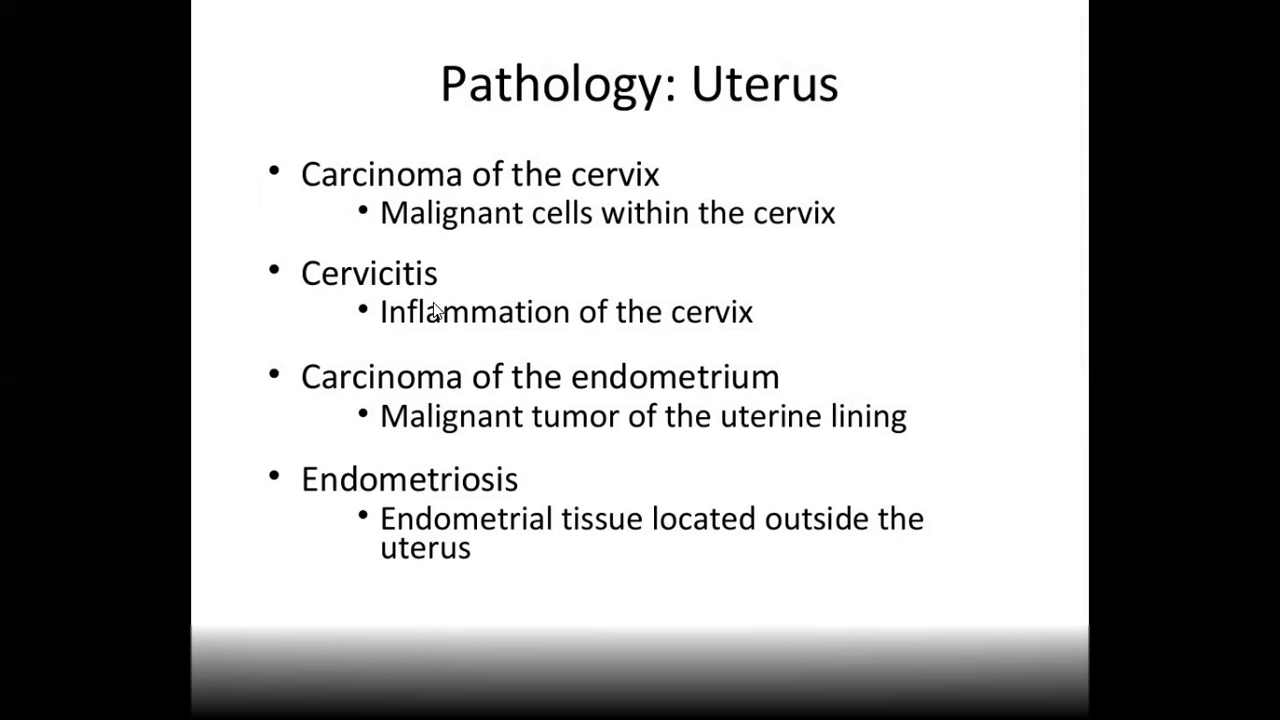 Pathology: Uterus
• Carcinoma of the cervix
• Malignant cells within the cervix
• Cervicitis
• Inflammation of the cervix
• Carcinoma of the endometrium
• Malignant tumor of the uterine lining
• Endometriosis
• Endometrial tissue located outside the
uterus